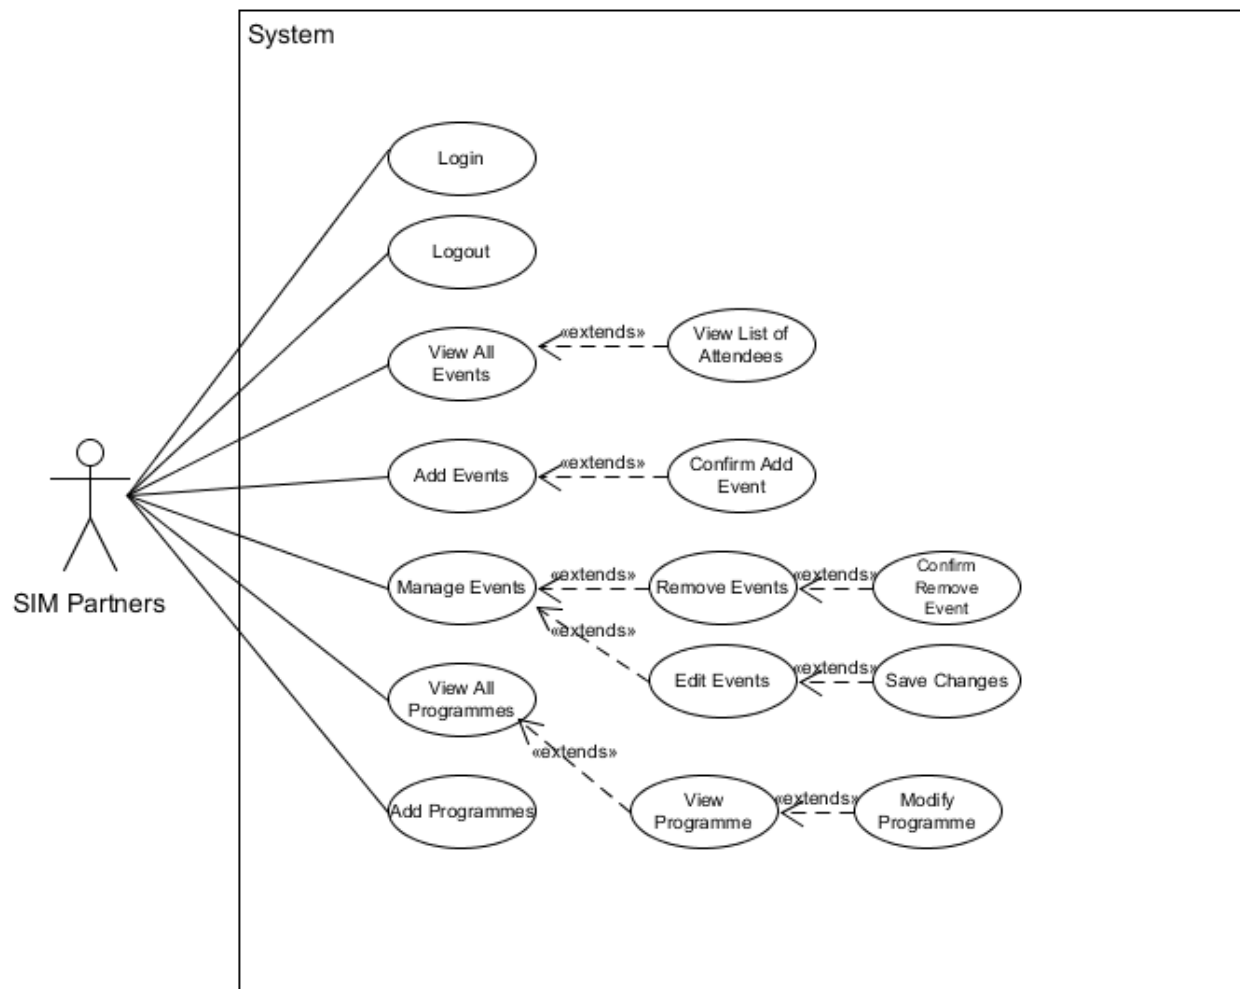 System
Login
Logout
View All
Events
«extends»
View List of
Attendees
Add Events
«extends»
Confirm Add
Event
SIM Partners
Manage Events
«extends»
Remove Events
«extends»
Confirm
Remove
Event
«extends»
Edit Events
«extends»
Save Changes
View All
Programmes
«extends»
View
Programme
«extends»
Modify
Programme
Add Programmes